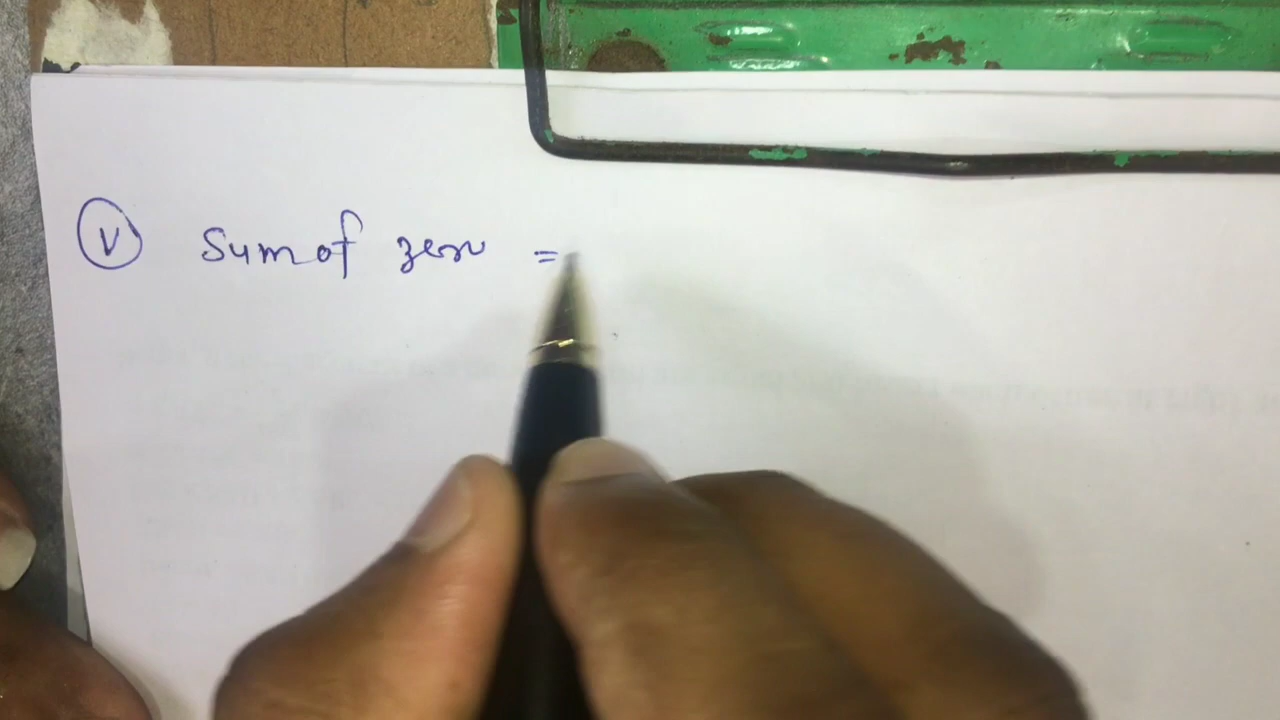 (v) Sum of zero =